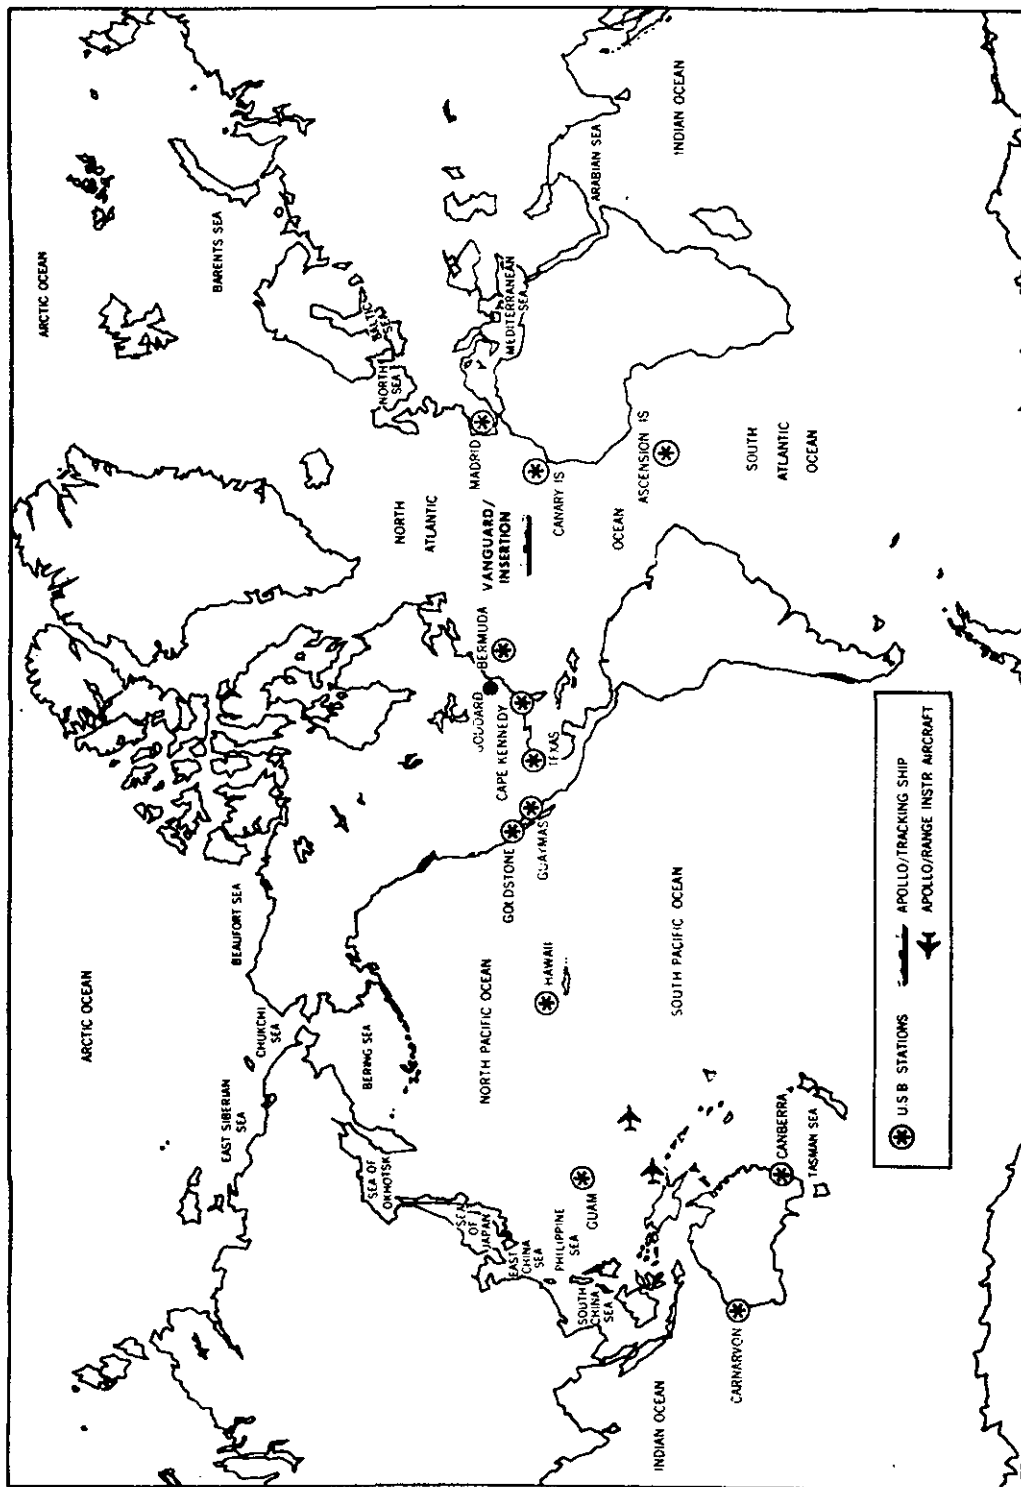 ARCTIC OCEAN
ARCTIC OCEAN
EAST SIBERIAN
SEA
CHUKCHI
SEA
BEAUFORT SEA
BARENTS SEA
BERING SEA
SEA OF
OKHOTSK
SEA
OF
JAPAN
EAST
CHINA
SEA
PHILIPPINE
SEA
SOUTH
CHINA
SEA
GUAM
NORTH PACIFIC OCEAN
HAWAII
GOLDSTONE
GUAYMAS
CAPE KENNEDY
TEXAS
GODDARD
BERMUDA
VANGUARD/
INSERTION
NORTH
ATLANTIC
OCEAN
MADRID
CANARY IS
ASCENSION IS
NORTH
SEA
BALTIC
SEA
MEDITERRANEAN
SEA
ARABIAN SEA
INDIAN OCEAN
INDIAN OCEAN
CARNARVON
CANBERRA
TASMAN SEA
SOUTH PACIFIC OCEAN
SOUTH
ATLANTIC
OCEAN
U.S B STATIONS
APOLLO/TRACKING SHIP
APOLLO/RANGE INSTR AIRCRAFT